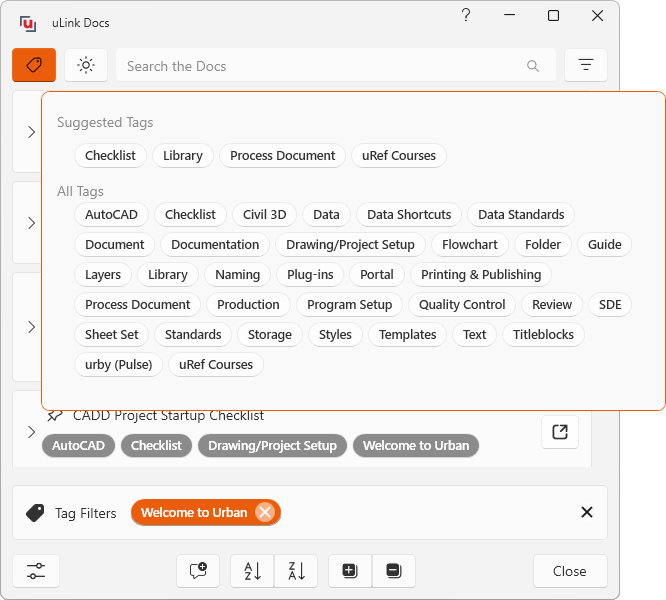 uLink Docs
Search the Docs
Suggested Tags
Checklist Library Process Document uRef Courses
All Tags
AutoCAD Checklist Civil 3D Data Data Shortcuts Data Standards
Document Documentation Drawing/Project Setup Flowchart Folder Guide
Layers Library Naming Plug-ins Portal Printing & Publishing
Process Document Production Program Setup Quality Control Review SDE
Sheet Set Standards Storage Styles Templates Text Titleblocks
urby (Pulse) uRef Courses
CADD Project Startup Checklist
AutoCAD Checklist Drawing/Project Setup Welcome to Urban
Tag Filters Welcome to Urban
A Z Z A Close